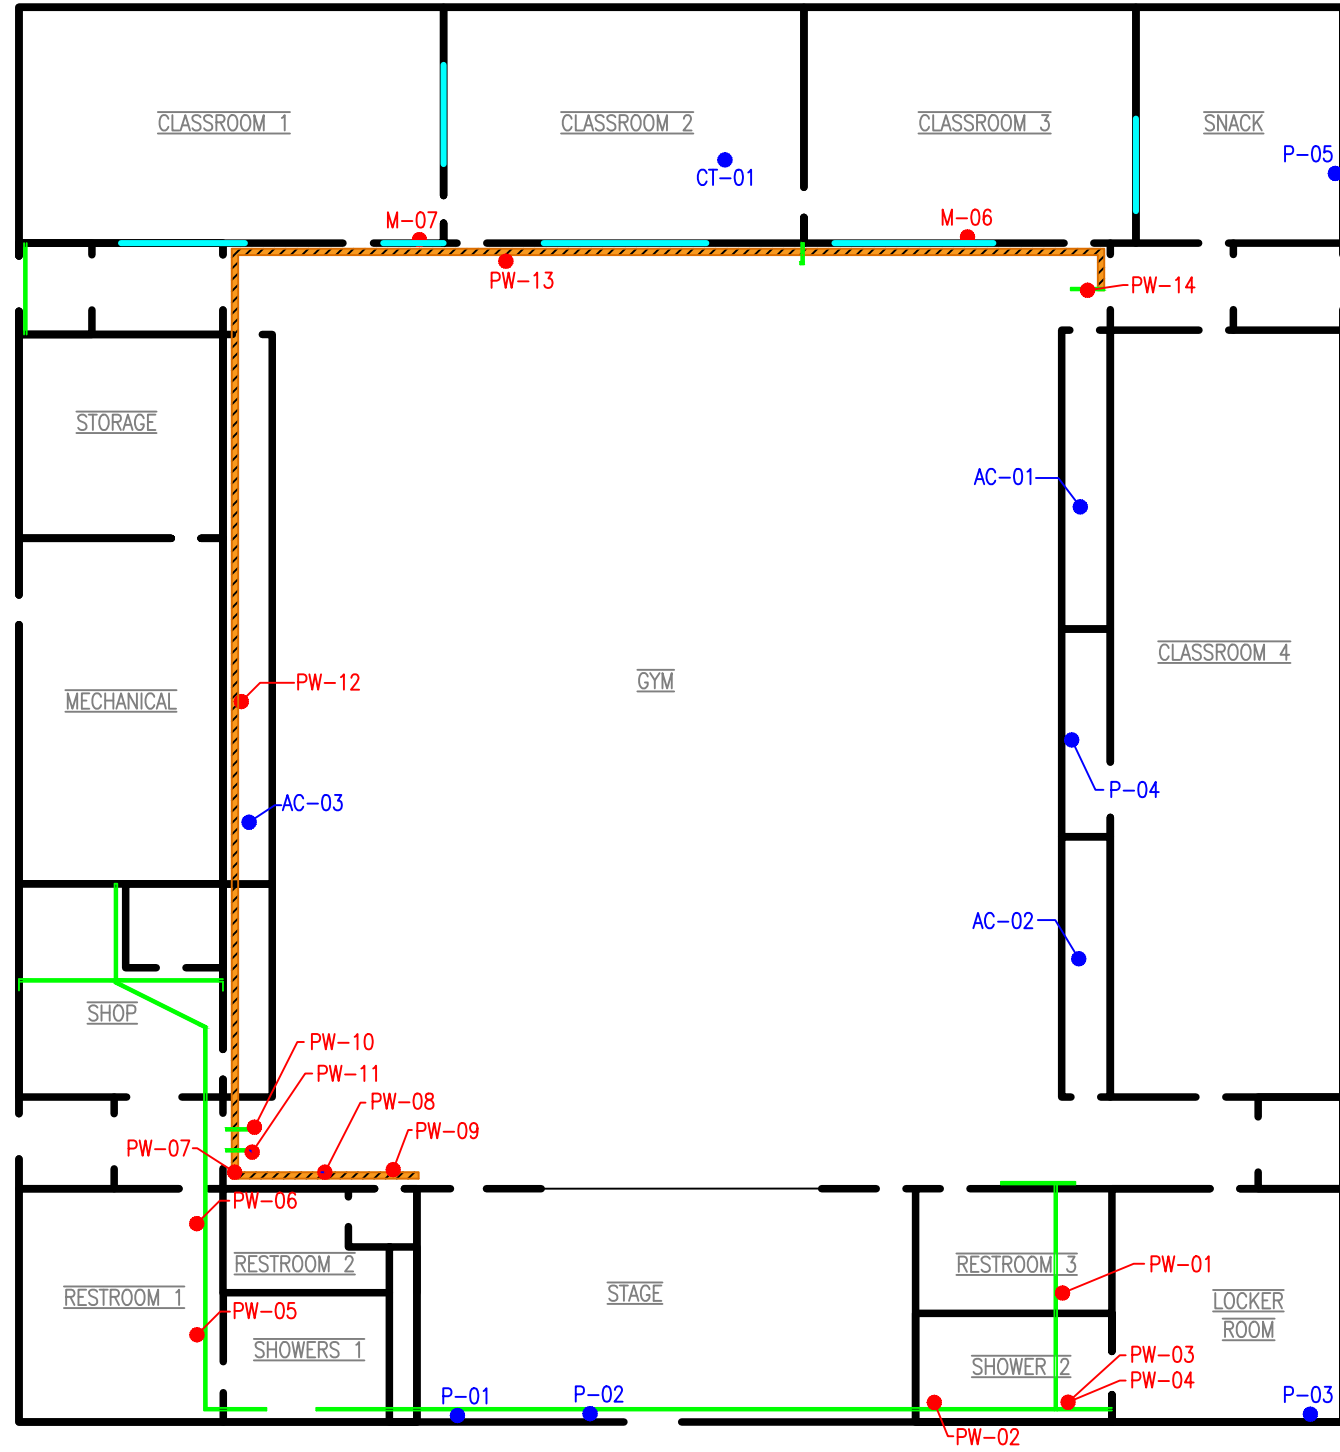 CLASSROOM 1
CLASSROOM 2
CLASSROOM 3
SNACK
P-05
CT-01
M-07
M-06
PW-13
PW-14
STORAGE
AC-01
CLASSROOM 4
GYM
PW-12
MECHANICAL
P-04
AC-03
AC-02
SHOP
PW-10
PW-11
PW-08
PW-09
PW-07
PW-06
RESTROOM 2
RESTROOM 3
PW-01
RESTROOM 1
STAGE
LOCKER
ROOM
PW-05
SHOWERS 1
SHOWER 2
PW-03
PW-04
P-01
P-02
P-03
PW-02